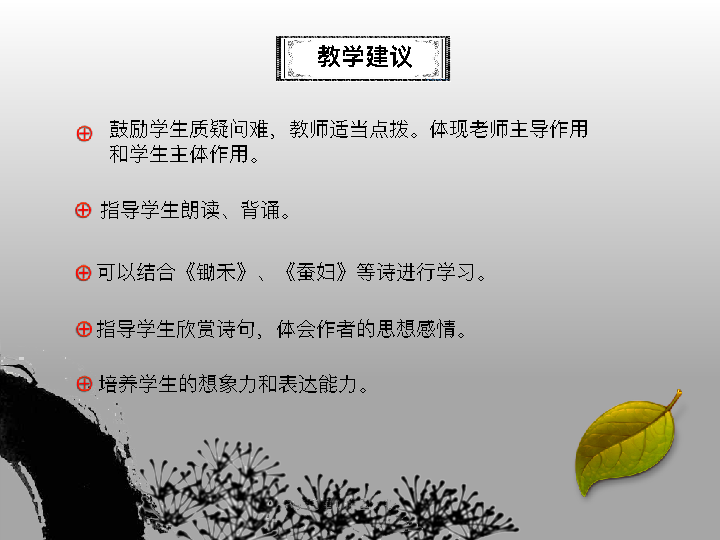 教学建议
鼓励学生质疑问难，教师适当点拨。体现老师主导作用
和学生主体作用。
指导学生朗读、背诵。
可以结合《锄禾》、《蚕妇》等诗进行学习。
指导学生欣赏诗句，体会作者的思想感情。
培养学生的想象力和表达能力。